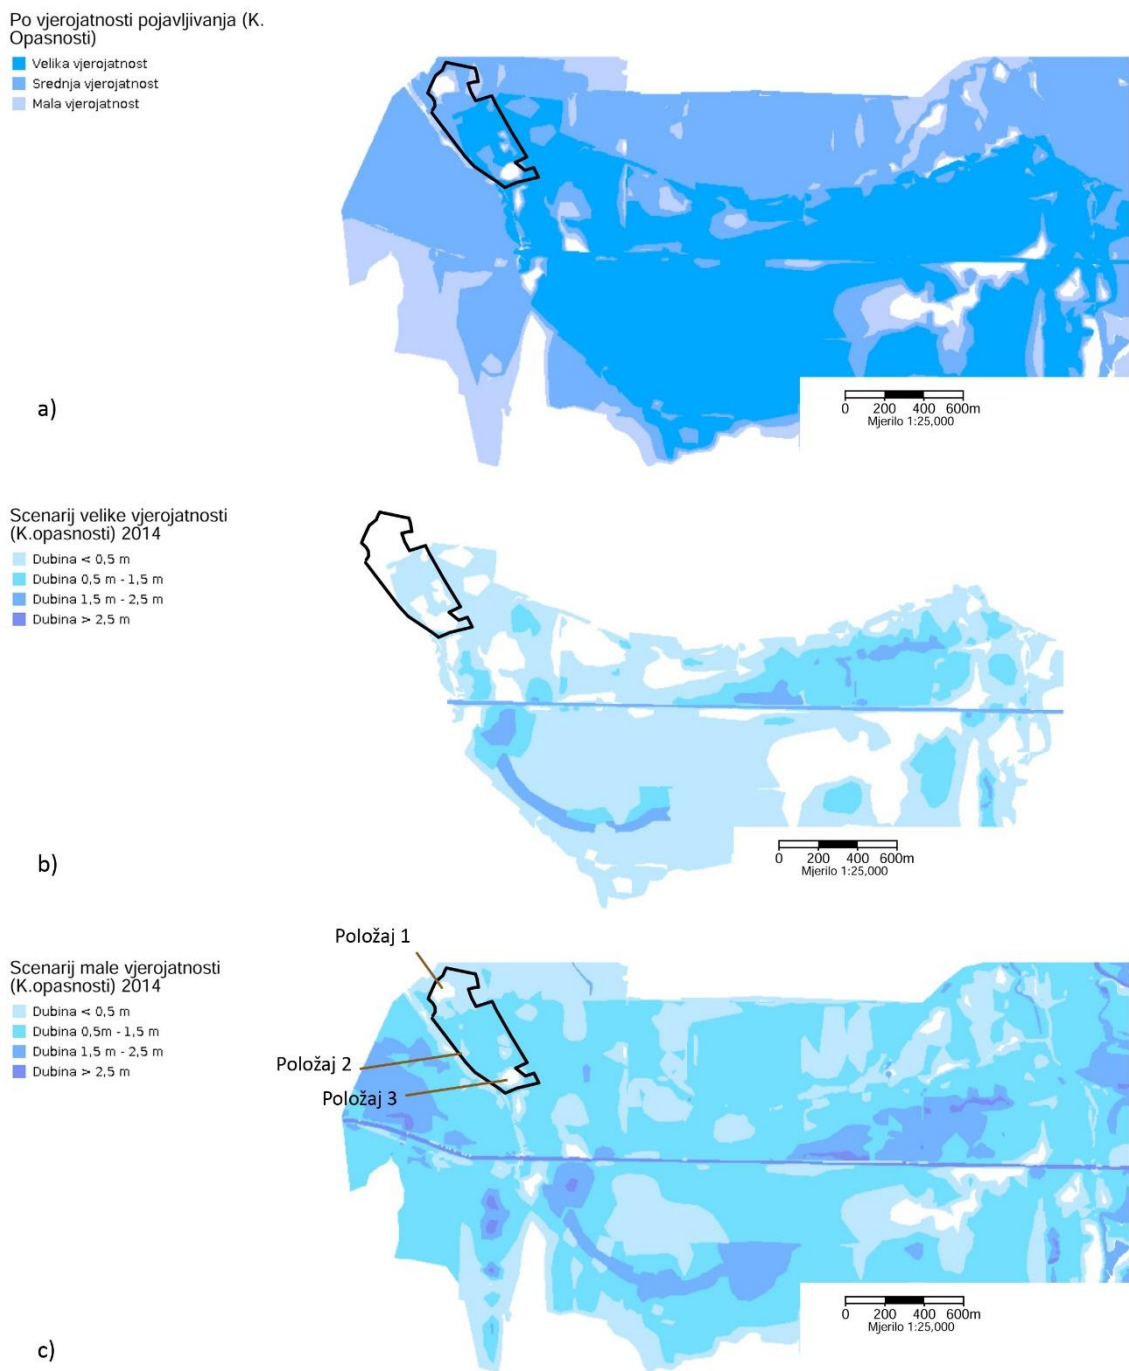 Po vjerojatnosti pojavljivanja (K.
Opasnosti)
Velika vjerojatnost
Srednja vjerojatnost
Mala vjerojatnost
a)
0 200 400 600m
Mjerilo 1:25,000
Scenarij velike vjerojatnosti
(K.opasnosti) 2014
Dubina < 0,5 m
Dubina 0,5 m - 1,5 m
Dubina 1,5 m - 2,5 m
Dubina > 2,5 m
b)
0 200 400 600m
Mjerilo 1:25,000
Položaj 1
Scenarij male vjerojatnosti
(K.opasnosti) 2014
Dubina < 0,5 m
Dubina 0,5m - 1,5 m
Dubina 1,5 m - 2,5 m
Dubina > 2,5 m
Položaj 2
Položaj 3
c)
0 200 400 600m
Mjerilo 1:25,000